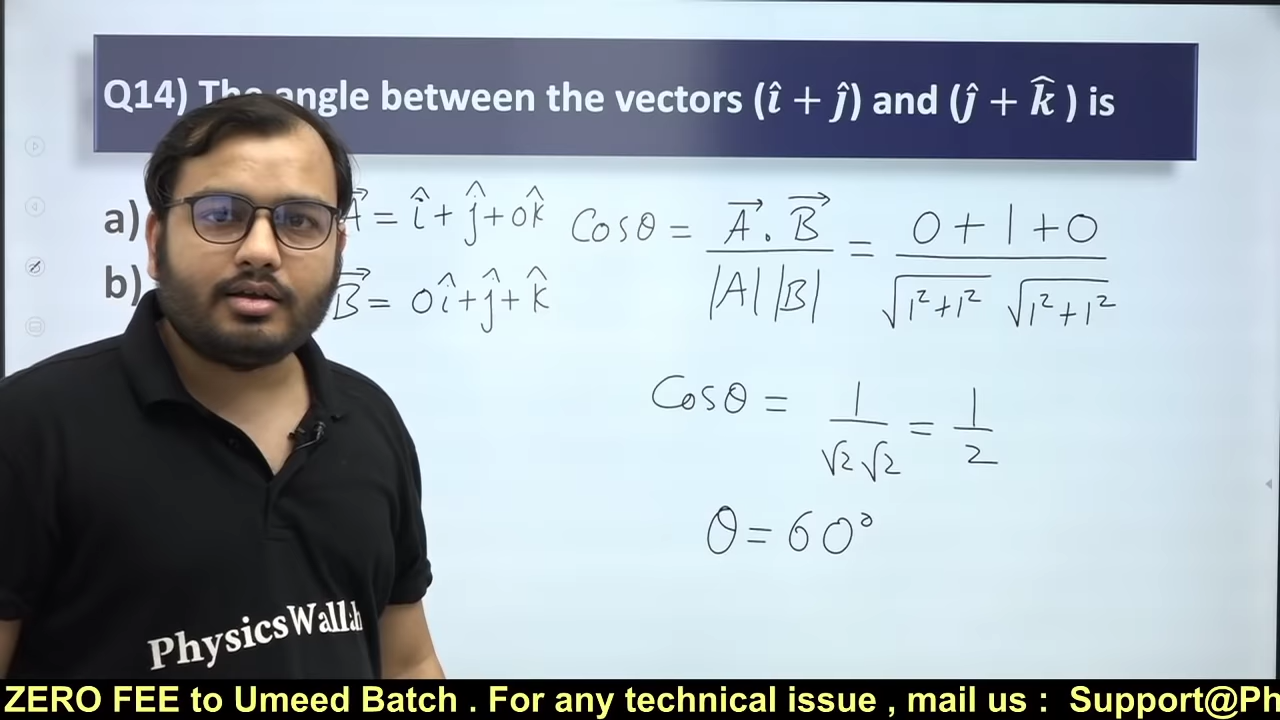 Q14) The angle between the vectors (î + ĵ) and (ĵ + k̂ ) is
a)
A⃗ = î + ĵ + 0k̂
b)
B⃗ = 0î + ĵ + k̂
Cosθ = A⃗ . B⃗ / |A| |B| = 0 + 1 + 0 / √1²+1² √1²+1²
Cosθ = 1 / √2 √2 = 1 / 2
θ = 60°
PhysicsWallah
ZERO FEE to Umeed Batch . For any technical issue , mail us : Support@Ph